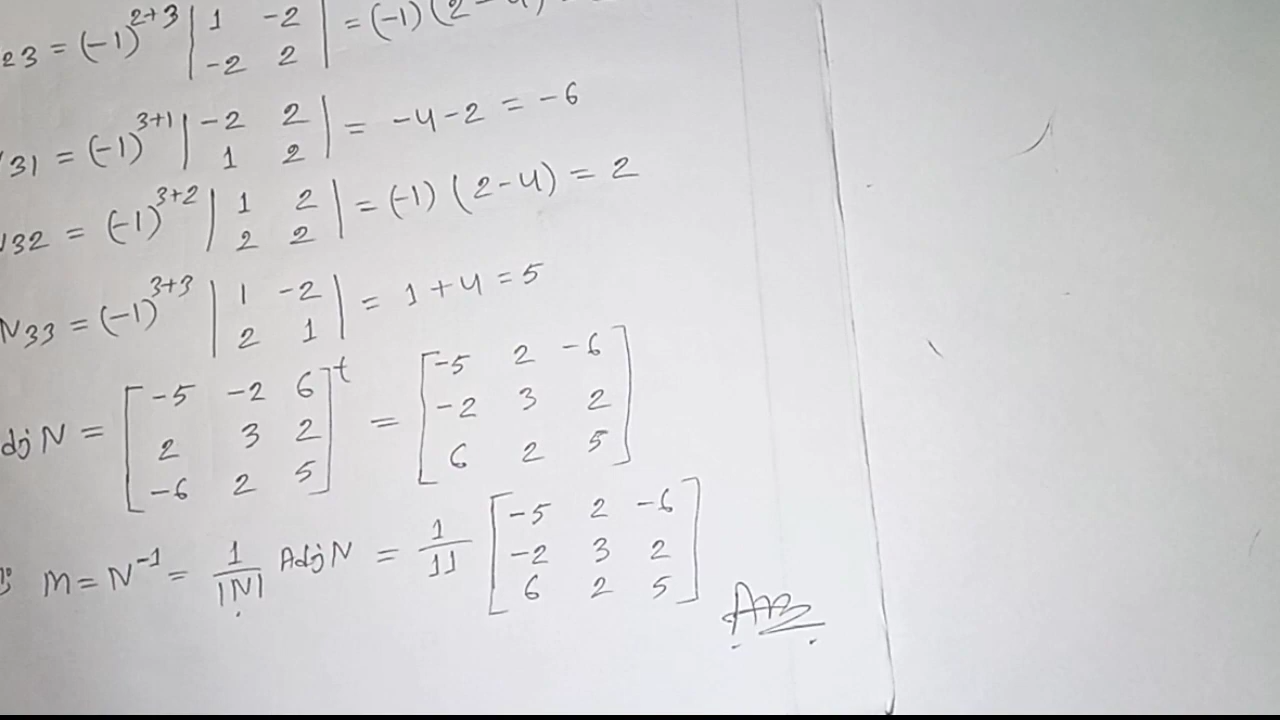 23 = (-1)^{2+3} | 1 -2 ; -2 2 | = (-1) (2-4)
31 = (-1)^{3+1} | -2 2 ; 1 2 | = -4-2 = -6
32 = (-1)^{3+2} | 1 2 ; 2 2 | = (-1) (2-4) = 2
N33 = (-1)^{3+3} | 1 -2 ; 2 1 | = 1+4 = 5
dj N = [ -5 -2 6 ; 2 3 2 ; -6 2 5 ]^t = [ -5 2 -6 ; -2 3 2 ; 6 2 5 ]
M = N^{-1} = 1/|N| Adj N = 1/11 [ -5 2 -6 ; -2 3 2 ; 6 2 5 ]
Ans